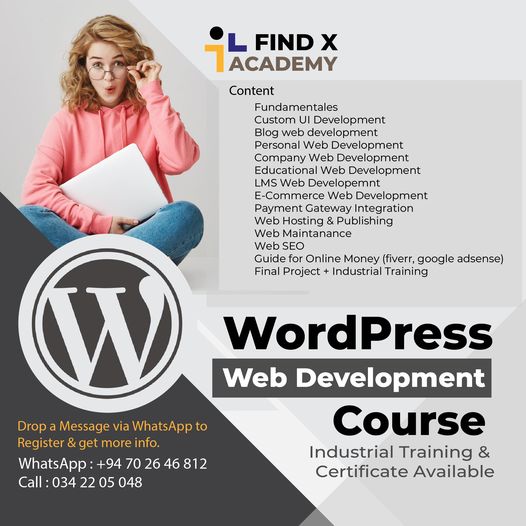 FIND X
ACADEMY
Content
Fundamentales
Custom UI Development
Blog web development
Personal Web Development
Company Web Development
Educational Web Development
LMS Web Developemnt
E-Commerce Web Development
Payment Gateway Integration
Web Hosting & Publishing
Web Maintanance
Web SEO
Guide for Online Money (fiverr, google adsense)
Final Project + Industrial Training
WordPress
Web Development
Course
Industrial Training &
Certificate Available
Drop a Message via WhatsApp to
Register & get more info.
WhatsApp : +94 70 26 46 812
Call : 034 22 05 048